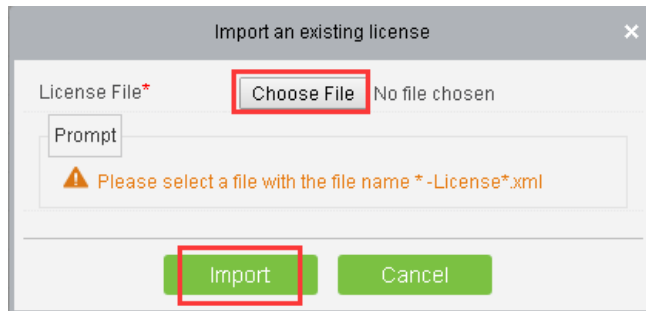 Import an existing license ×
License File* Choose File No file chosen
Prompt
Please select a file with the file name * -License*.xml
Import Cancel